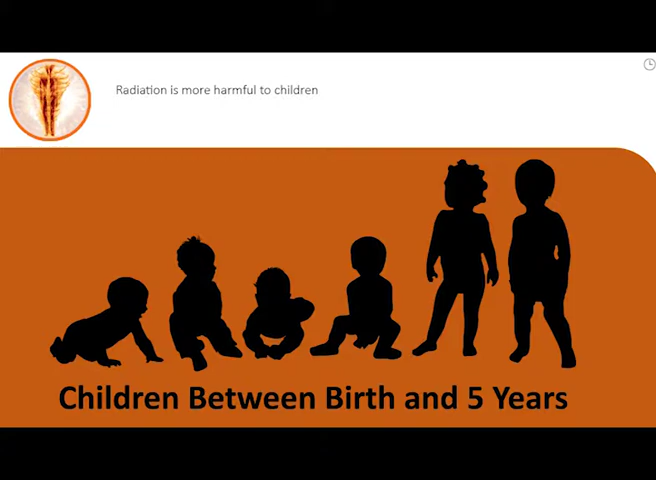 Radiation is more harmful to children
Children Between Birth and 5 Years